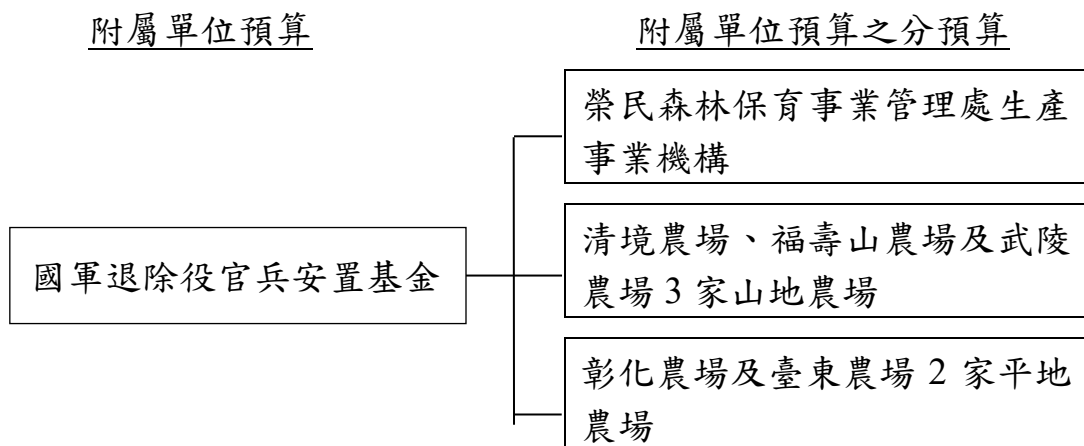 附屬單位預算
附屬單位預算之分預算
榮民森林保育事業管理處生產
事業機構
國軍退除役官兵安置基金
清境農場、福壽山農場及武陵
農場 3 家山地農場
彰化農場及臺東農場 2 家平地
農場